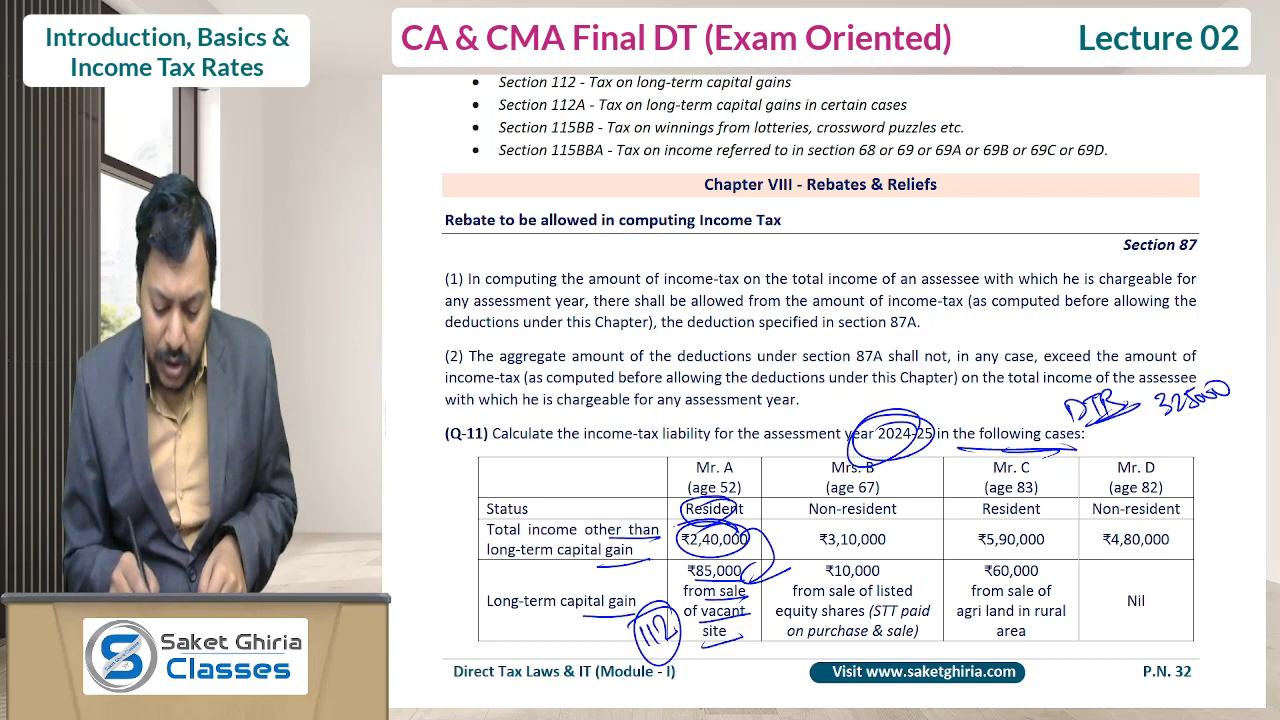 Introduction, Basics &
Income Tax Rates
CA & CMA Final DT (Exam Oriented)
Lecture 02
• Section 112 - Tax on long-term capital gains
• Section 112A - Tax on long-term capital gains in certain cases
• Section 115BB - Tax on winnings from lotteries, crossword puzzles etc.
• Section 115BBA - Tax on income referred to in section 68 or 69 or 69A or 69B or 69C or 69D.
Chapter VIII - Rebates & Reliefs
Rebate to be allowed in computing Income Tax
Section 87
(1) In computing the amount of income-tax on the total income of an assessee with which he is chargeable for
any assessment year, there shall be allowed from the amount of income-tax (as computed before allowing the
deductions under this Chapter), the deduction specified in section 87A.
(2) The aggregate amount of the deductions under section 87A shall not, in any case, exceed the amount of
income-tax (as computed before allowing the deductions under this Chapter) on the total income of the assessee
with which he is chargeable for any assessment year.
DTR 325000
(Q-11) Calculate the income-tax liability for the assessment year 2024-25 in the following cases:
Mr. A Mrs. B Mr. C Mr. D
(age 52) (age 67) (age 83) (age 82)
Status Resident Non-resident Resident Non-resident
Total income other than
long-term capital gain ₹2,40,000 ₹3,10,000 ₹5,90,000 ₹4,80,000
Long-term capital gain
₹85,000
from sale
of vacant
site
₹10,000
from sale of listed
equity shares (STT paid
on purchase & sale)
₹60,000
from sale of
agri land in rural
area
Nil
112
Saket Ghiria
Classes
Direct Tax Laws & IT (Module - I) Visit www.saketghiria.com P.N. 32